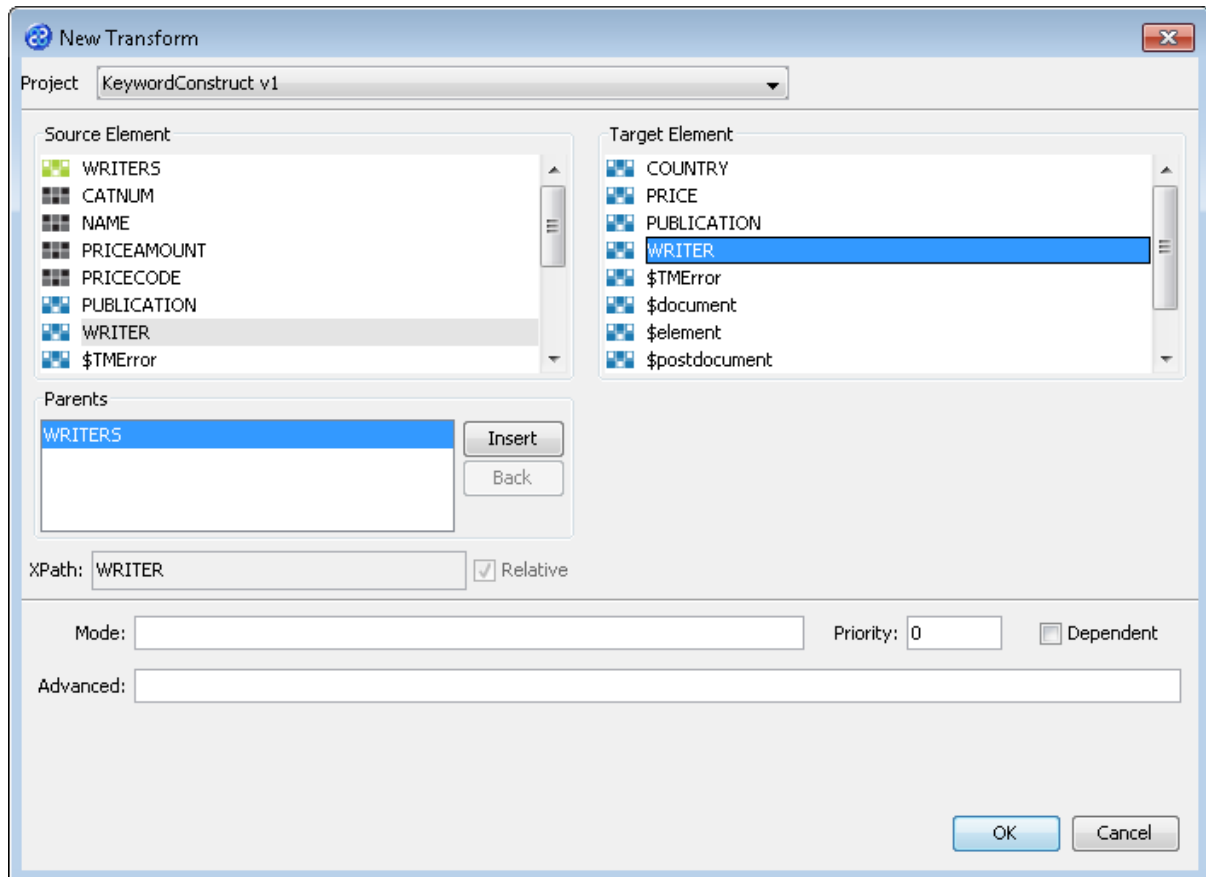 New Transform
Project KeywordConstruct v1
Source Element
WRITERS
CATNUM
NAME
PRICEAMOUNT
PRICECODE
PUBLICATION
WRITER
$TMError
Target Element
COUNTRY
PRICE
PUBLICATION
WRITER
$TMError
$document
$element
$postdocument
Parents
WRITERS
Insert
Back
XPath: WRITER Relative
Mode: Priority: 0 Dependent
Advanced:
OK Cancel